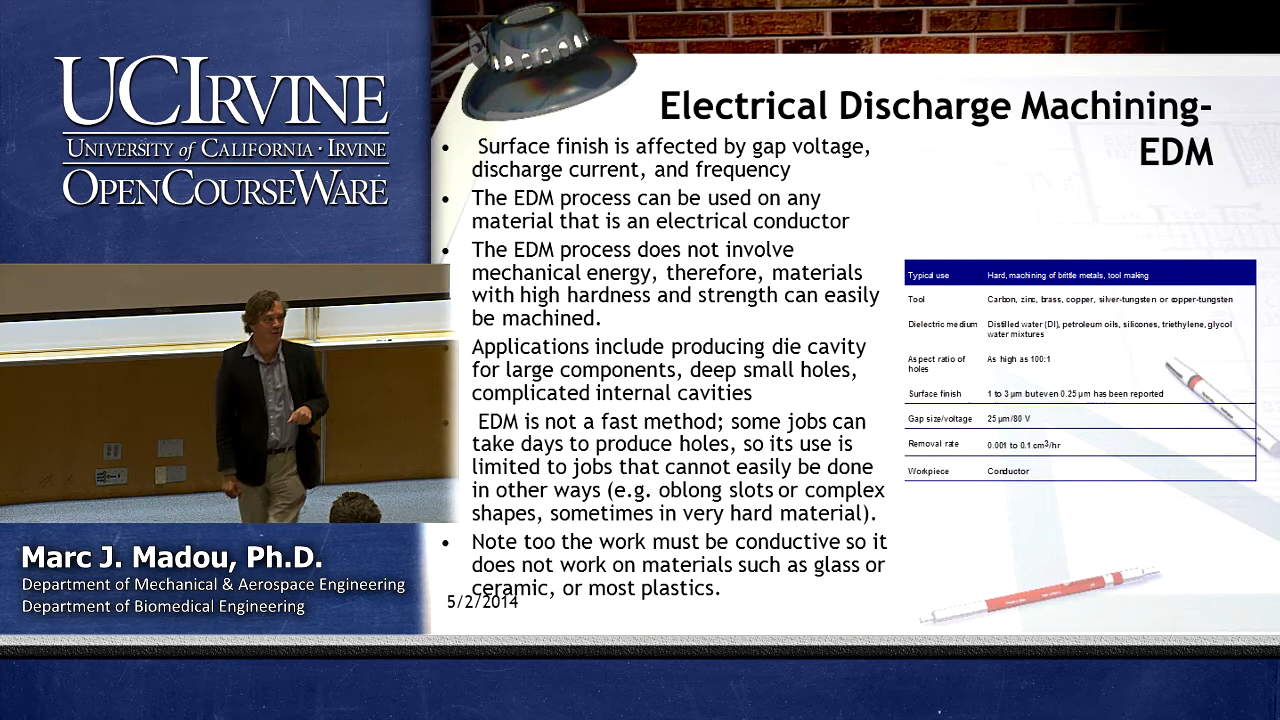 UCIRVINE
UNIVERSITY of CALIFORNIA · IRVINE
OPENCOURSEWARE
Marc J. Madou, Ph.D.
Department of Mechanical & Aerospace Engineering
Department of Biomedical Engineering
Electrical Discharge Machining-
EDM
• Surface finish is affected by gap voltage,
discharge current, and frequency
• The EDM process can be used on any
material that is an electrical conductor
• The EDM process does not involve
mechanical energy, therefore, materials
with high hardness and strength can easily
be machined.
Applications include producing die cavity
for large components, deep small holes,
complicated internal cavities
EDM is not a fast method; some jobs can
take days to produce holes, so its use is
limited to jobs that cannot easily be done
in other ways (e.g. oblong slots or complex
shapes, sometimes in very hard material).
• Note too the work must be conductive so it
does not work on materials such as glass or
ceramic, or most plastics.
5/2/2014
Typical use Hard, machining of brittle metals, tool making
Tool Carbon, zinc, brass, copper, silver-tungsten or copper-tungsten
Dielectric medium Distilled water (DI), petroleum oils, silicones, triethylene, glycol
water mixtures
Aspect ratio of As high as 100:1
holes
Surface finish 1 to 3 µm but even 0.25 µm has been reported
Gap size/voltage 25 µm/80 V
Removal rate 0.001 to 0.1 cm³/hr
Workpiece Conductor